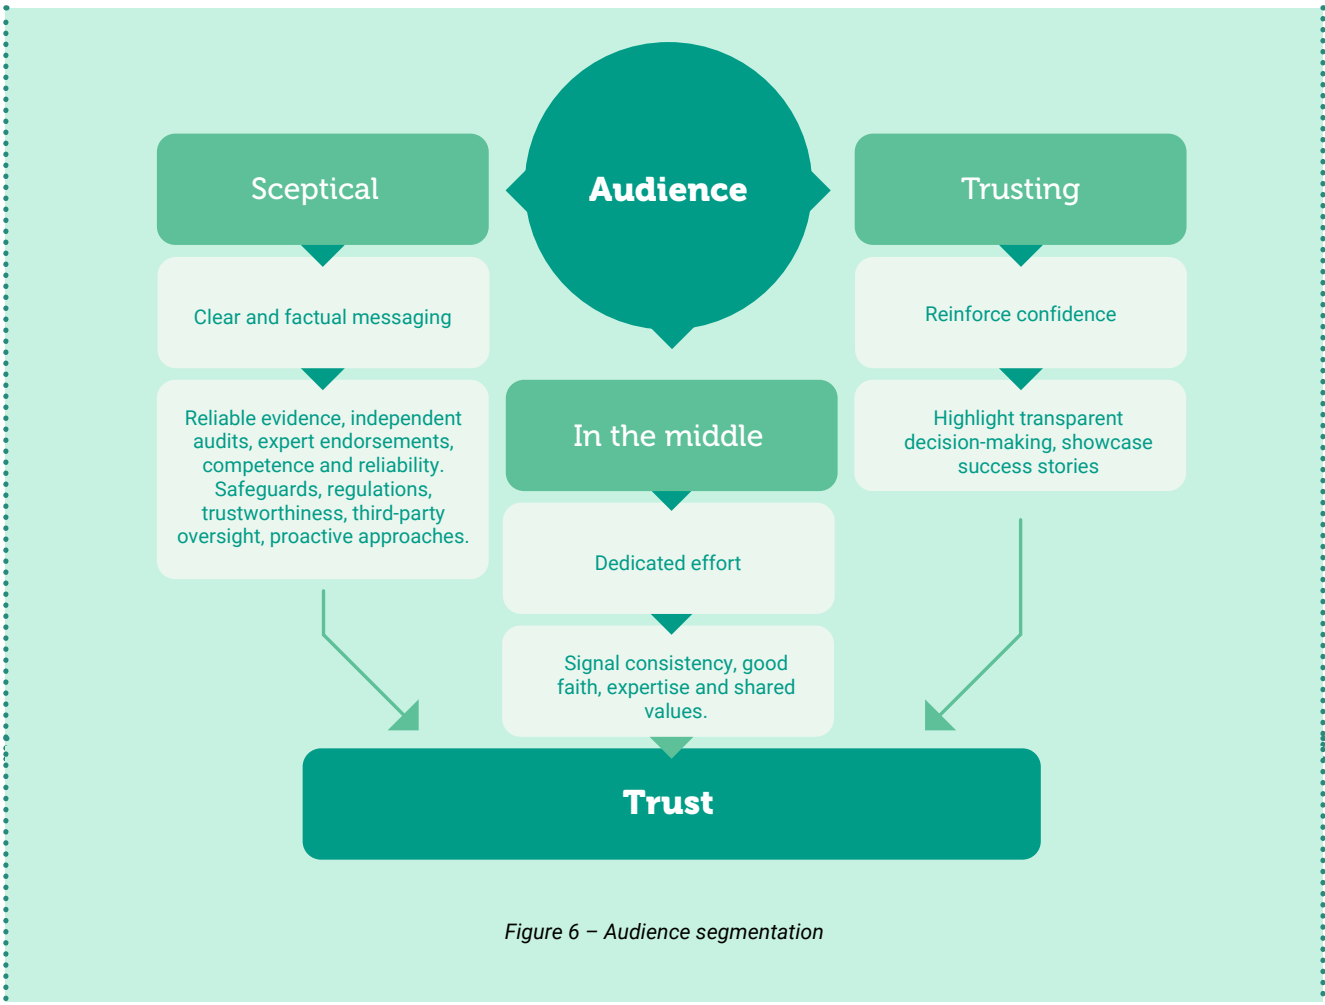 Audience
Sceptical
Clear and factual messaging
Reliable evidence, independent
audits, expert endorsements,
competence and reliability.
Safeguards, regulations,
trustworthiness, third-party
oversight, proactive approaches.
In the middle
Dedicated effort
Signal consistency, good
faith, expertise and shared
values.
Trusting
Reinforce confidence
Highlight transparent
decision-making, showcase
success stories
Trust
Figure 6 – Audience segmentation